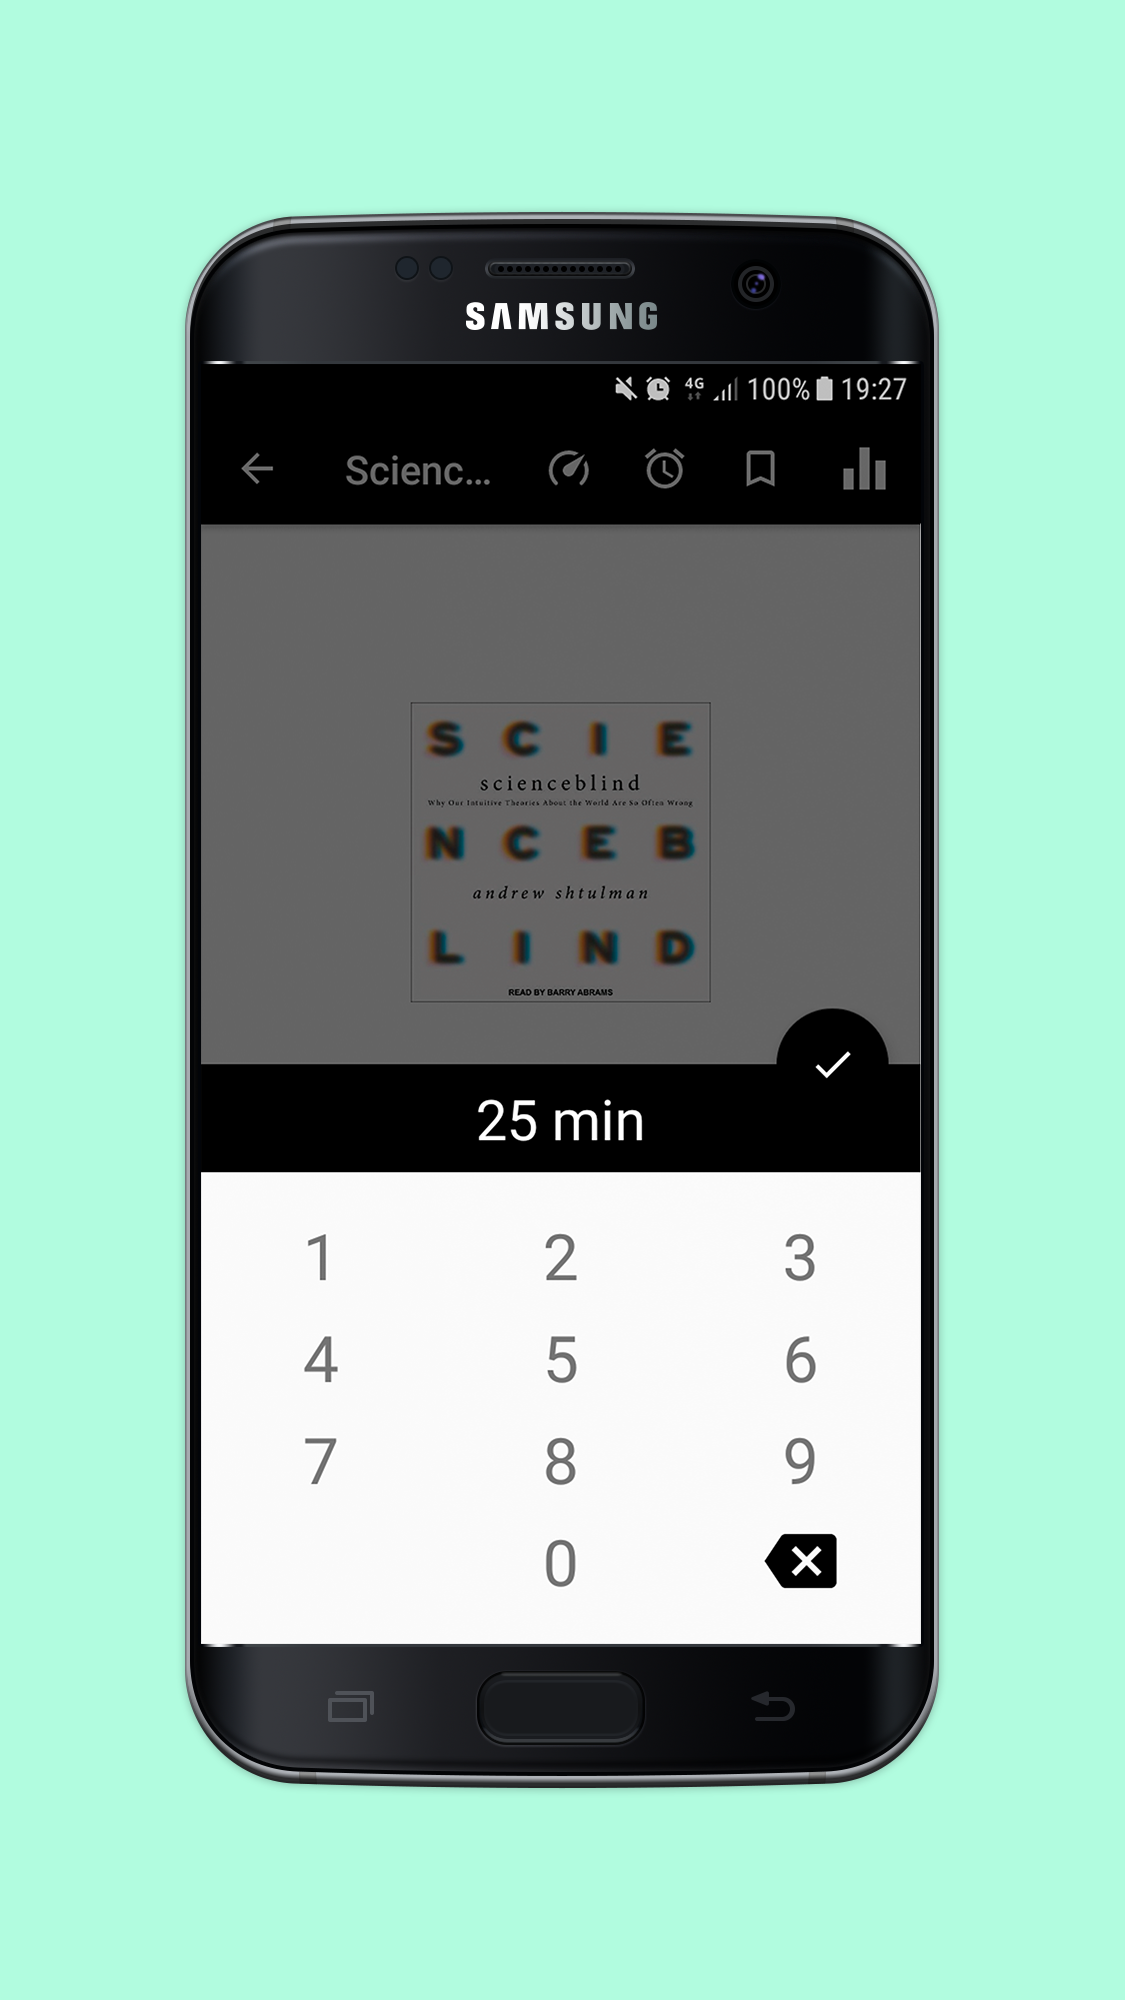 SAMSUNG
4G 100% 19:27
Scienc...
S C I E
scienceblind
Why Our Intuitive Theories About the World Are So Often Wrong
N C E B
andrew shtulman
L I N D
READ BY BARRY ABRAMS
25 min
1 2 3
4 5 6
7 8 9
0